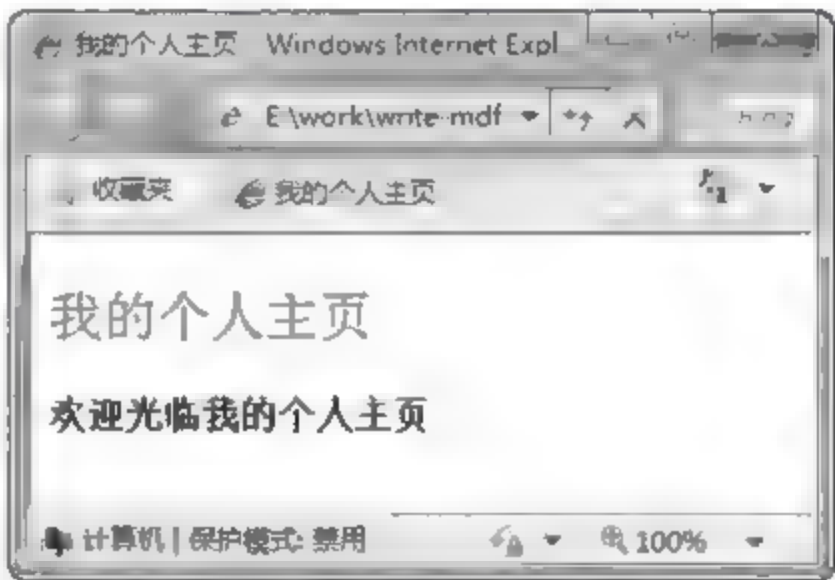 我的个人主页 Windows Internet Expl
E:\work\write-mdf
收藏夹 我的个人主页
我的个人主页
欢迎光临我的个人主页
计算机 | 保护模式: 禁用 100%